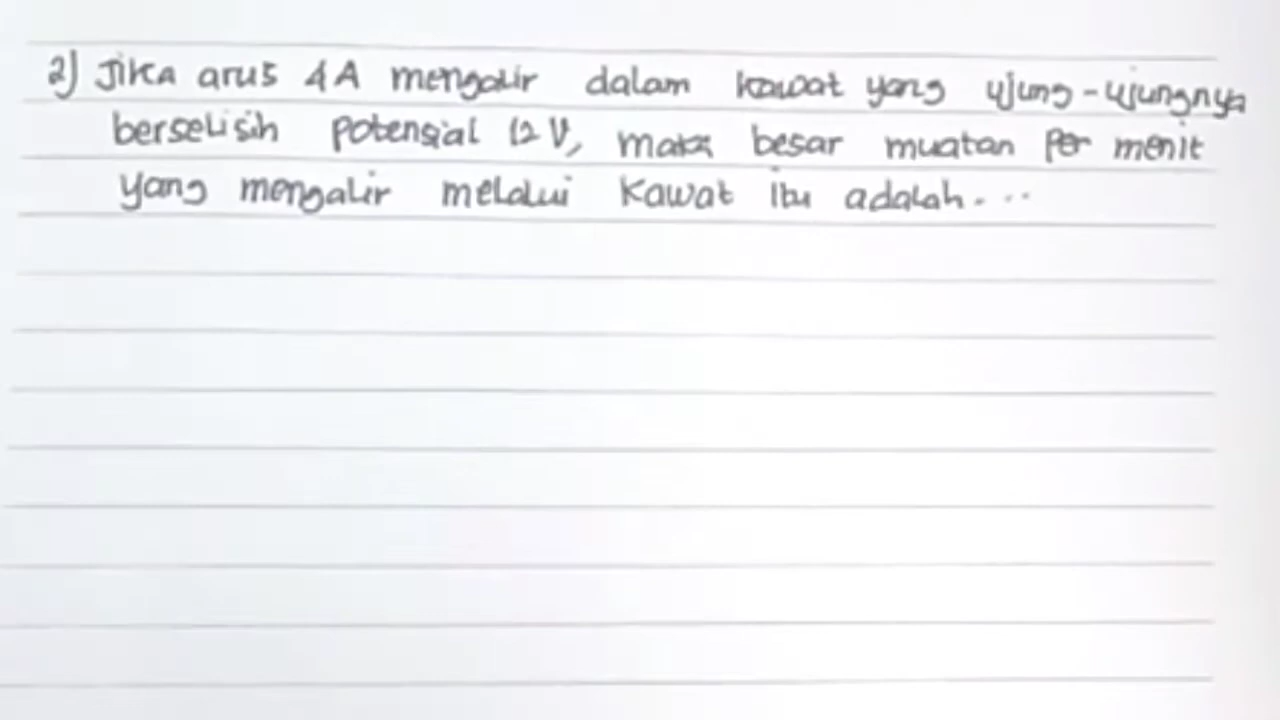 2) Jika arus 4 A mengalir dalam kawat yang ujung-ujungnya
berselisih potensial 12 V, maka besar muatan per menit
yang mengalir melalui kawat itu adalah....